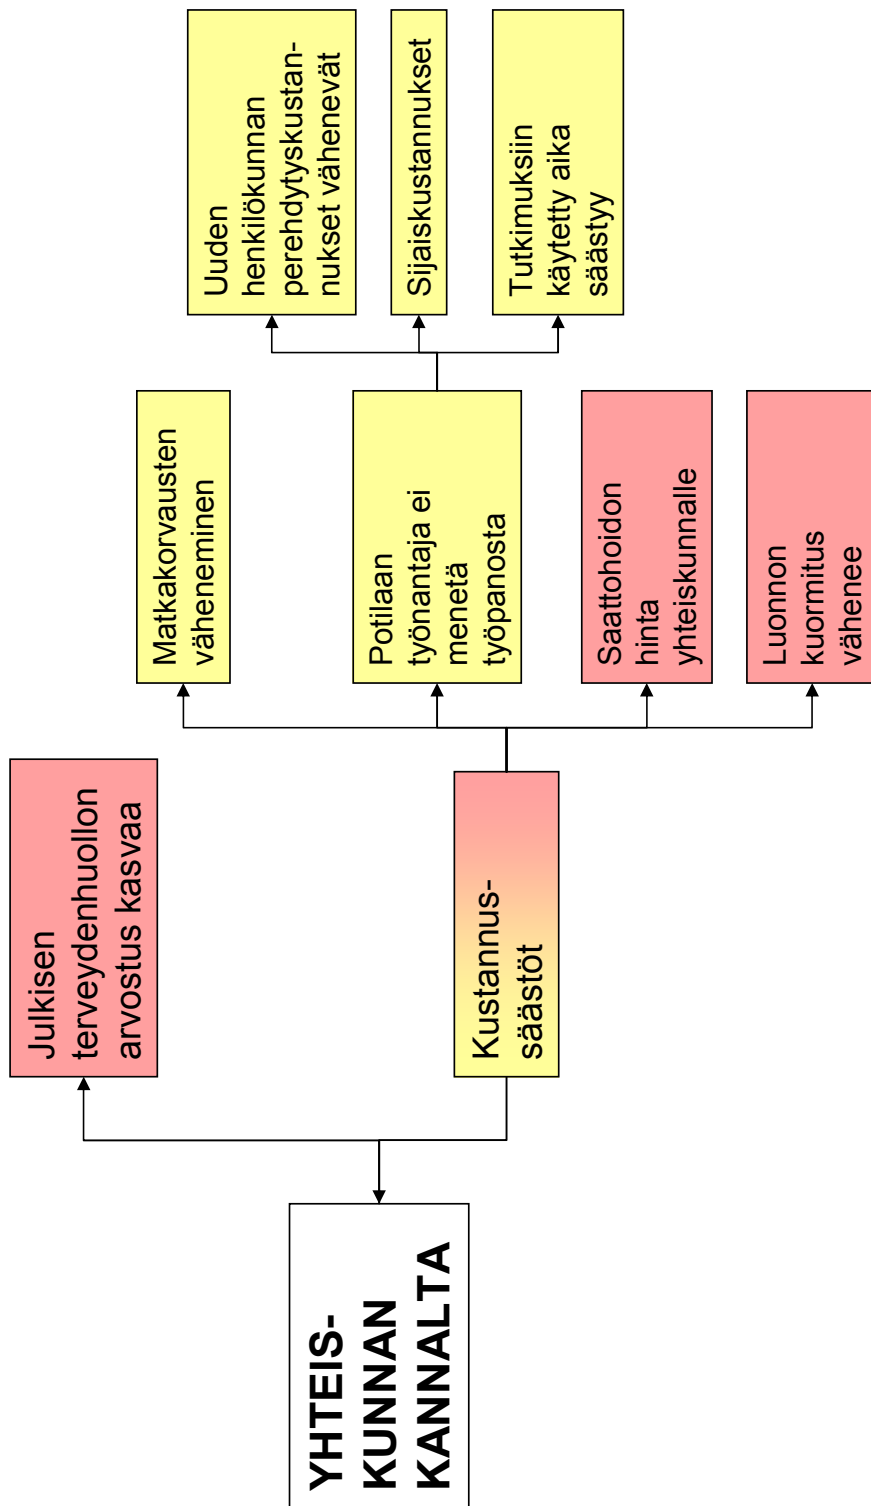 YHTEIS-
KUNNAN
KANNALTA
Julkisen
terveydenhuollon
arvostus kasvaa
Kustannus-
säästöt
Matkakorvausten
väheneminen
Potilaan
työnantaja ei
menetä
työpanosta
Saattohoidon
hinta
yhteiskunnalle
Luonnon
kuormitus
vähenee
Uuden
henkilökunnan
perehdytyskustan-
nukset vähenevät
Sijaiskustannukset
Tutkimuksiin
käytetty aika
säästyy